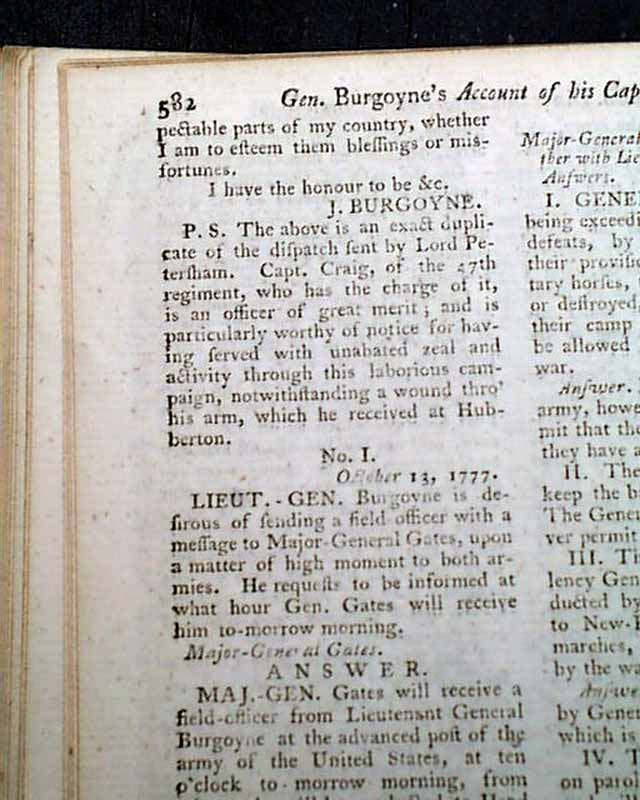 582 Gen. Burgoyne's Account of his Cap
pectable parts of my country, whether
I am to eſteem them bleſſings or miſ-
fortunes.
I have the honour to be &c.
J. BURGOYNE.
P. S. The above is an exact dupli-
cate of the diſpatch ſent by Lord Pe-
terſham. Capt. Craig, of the 47th
regiment, who has the charge of it,
is an officer of great merit; and is
particularly worthy of notice for hav-
ing ſerved with unabated zeal and
activity through this laborious cam-
paign, notwithſtanding a wound thro'
his arm, which he received at Hub-
berton.
No. I.
October 13, 1777.
LIEUT.-GEN. Burgoyne is de-
ſirous of ſending a field officer with a
meſſage to Major-General Gates, upon
a matter of high moment to both ar-
mies. He requeſts to be informed at
what hour Gen. Gates will receive
him to-morrow morning.
Major-General Gates.
ANSWER.
MAJ.-GEN. Gates will receive a
field-officer from Lieutenant General
Burgoyne at the advanced poſt of the
army of the United States, at ten
o'clock to-morrow morning, from
Major-General
ther with Lie
Anſwers.
I. GENE
being exceedi
defeats, by
their proviſio
tary horſes,
or deſtroyed
their camp
be allowed
war.
Anſwer.
army, howe
mit that the
they have a
II. The
keep the b
The Gener
ver permit
III. Th
lency Gen
ducted by
to New-
marches,
by the wa
Anſwe
by Gener
which is
IV. T
on parol